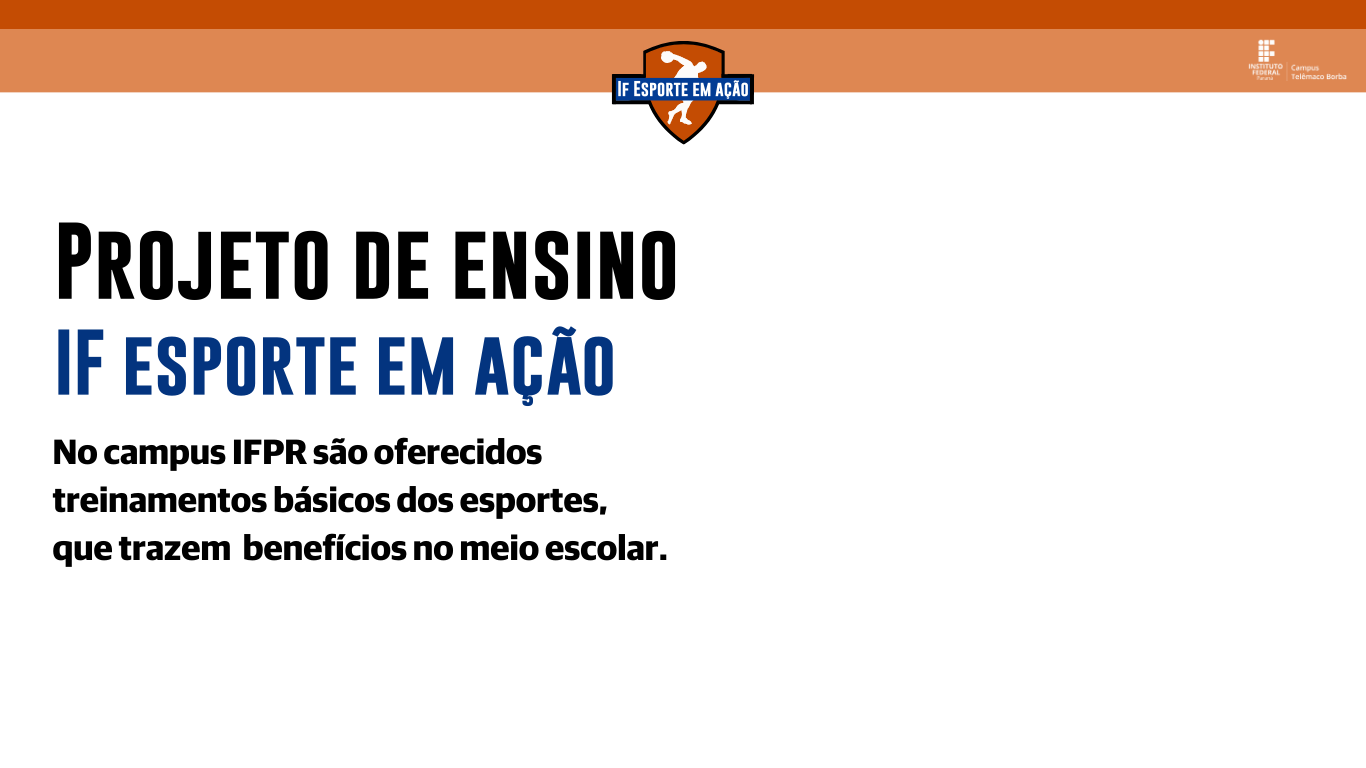 IF ESPORTE EM AÇÃO
INSTITUTO
FEDERAL
Paraná
Campus
Telêmaco Borba
PROJETO DE ENSINO
IF ESPORTE EM AÇÃO
No campus IFPR são oferecidos
treinamentos básicos dos esportes,
que trazem  benefícios no meio escolar.